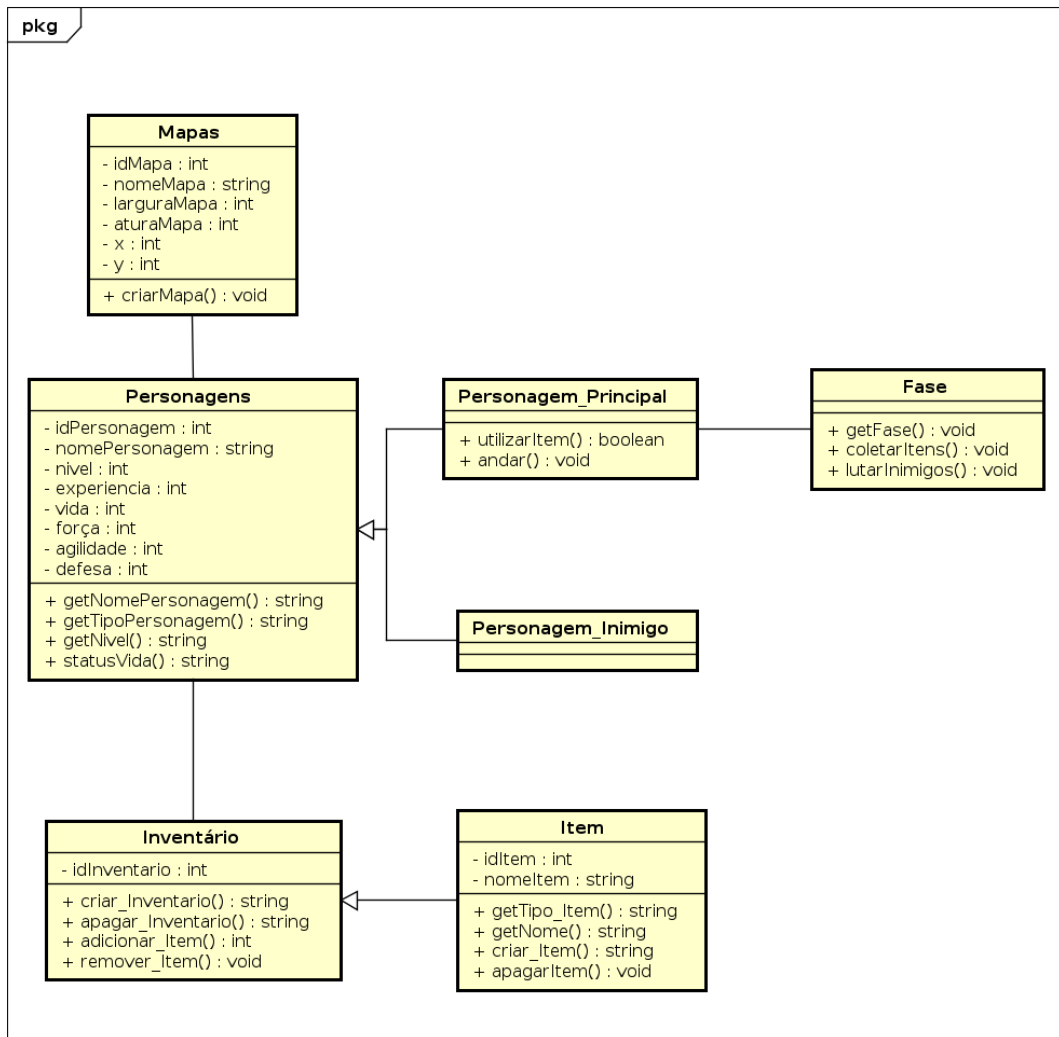 pkg
Mapas
- idMapa : int
- nomeMapa : string
- larguraMapa : int
- aturaMapa : int
- x : int
- y : int
+ criarMapa() : void
Personagens
- idPersonagem : int
- nomePersonagem : string
- nivel : int
- experiencia : int
- vida : int
- força : int
- agilidade : int
- defesa : int
+ getNomePersonagem() : string
+ getTipoPersonagem() : string
+ getNivel() : string
+ statusVida() : string
Personagem_Principal
+ utilizarItem() : boolean
+ andar() : void
Fase
+ getFase() : void
+ coletarItens() : void
+ lutarInimigos() : void
Personagem_Inimigo
Inventário
- idInventario : int
+ criar_Inventario() : string
+ apagar_Inventario() : string
+ adicionar_Item() : int
+ remover_Item() : void
Item
- idItem : int
- nomeItem : string
+ getTipo_Item() : string
+ getNome() : string
+ criar_Item() : string
+ apagarItem() : void